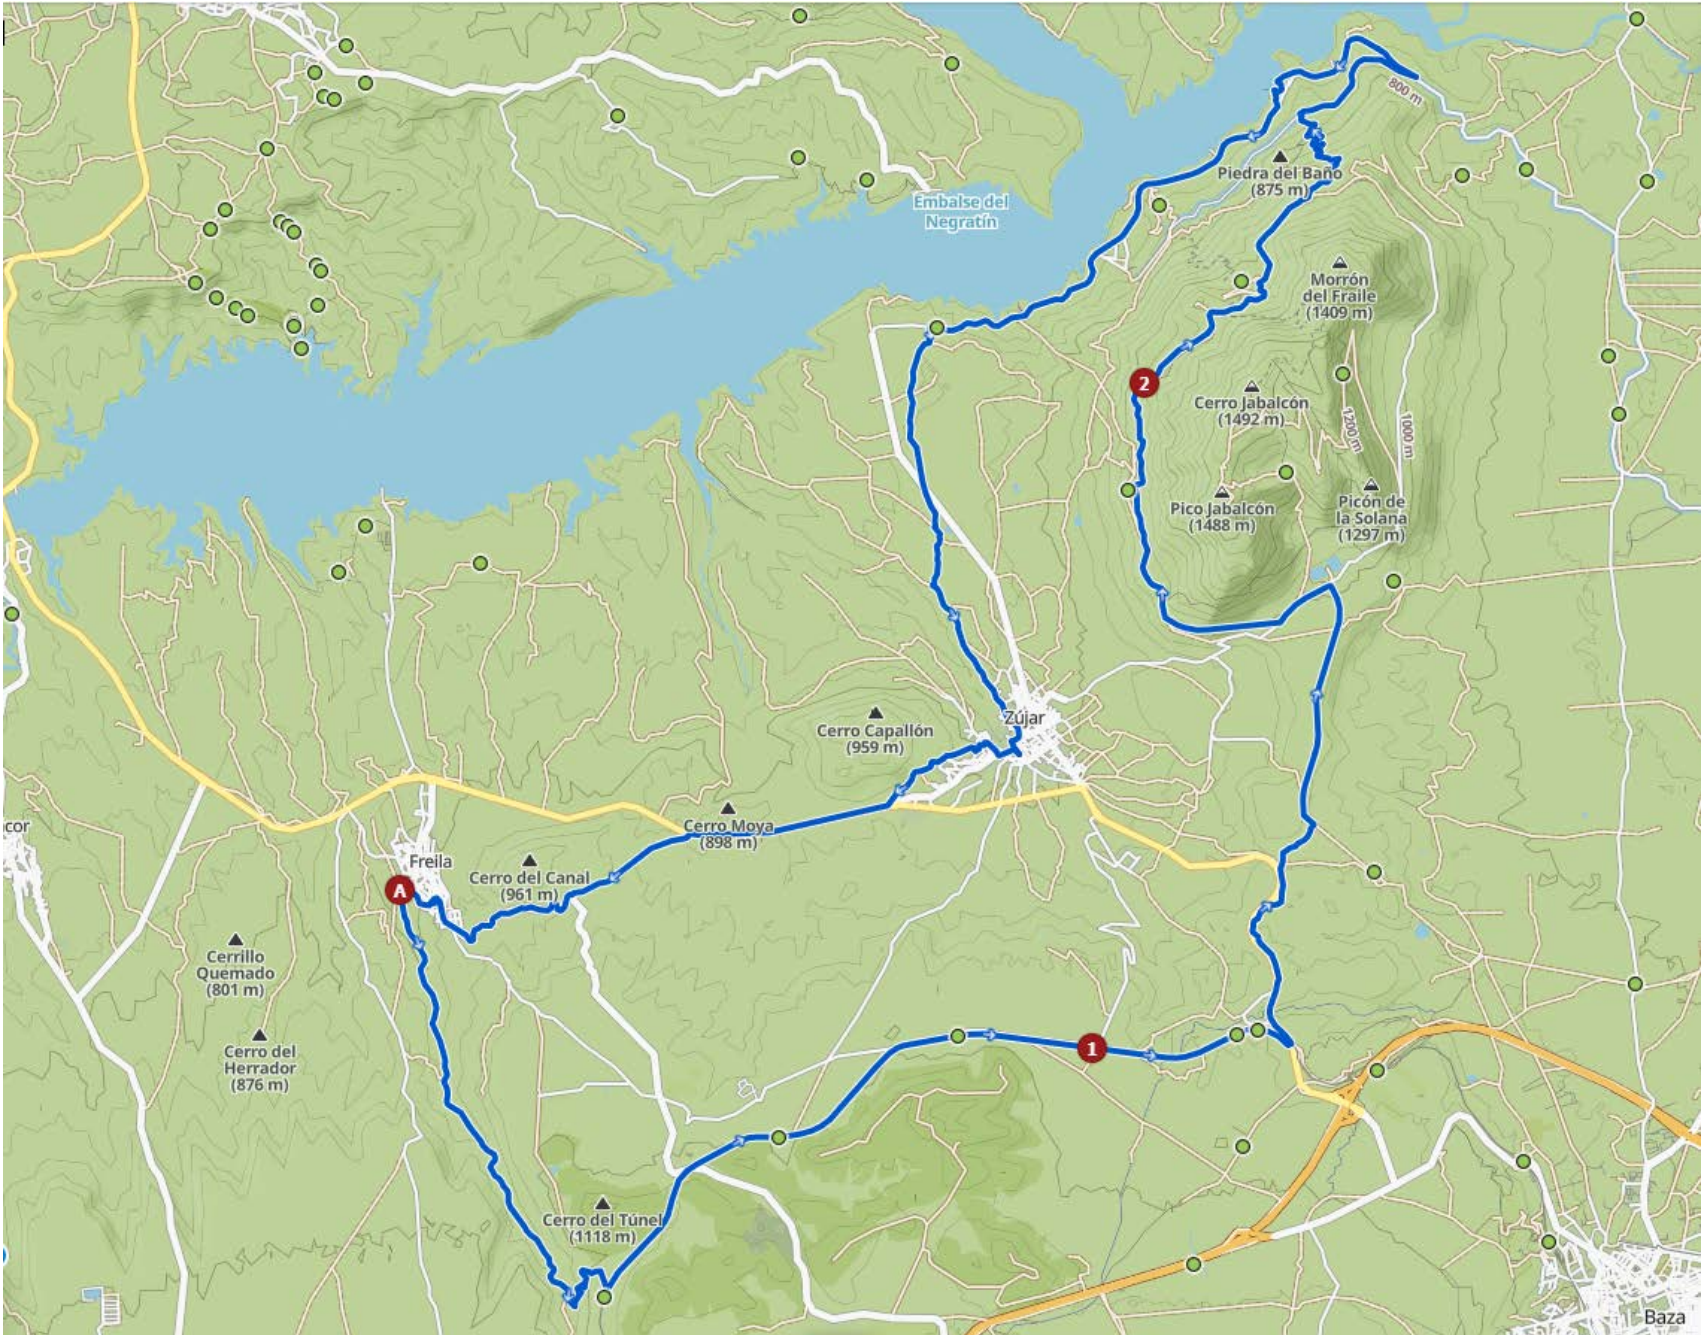 800 m
Piedra del Baño
(875 m)
Embalse del
Negratín
Morrón
del Fraile
(1409 m)
2
Cerro Jabalcón
(1492 m)
1200 m
1000 m
Pico Jabalcón
(1488 m)
Picón de
la Solana
(1297 m)
Zújar
Cerro Capallón
(959 m)
Cerro Moya
(898 m)
cor
Freila
Cerro del Canal
(961 m)
A
Cerrillo
Quemado
(801 m)
Cerro del
Herrador
(876 m)
1
Cerro del Túnel
(1118 m)
Baza